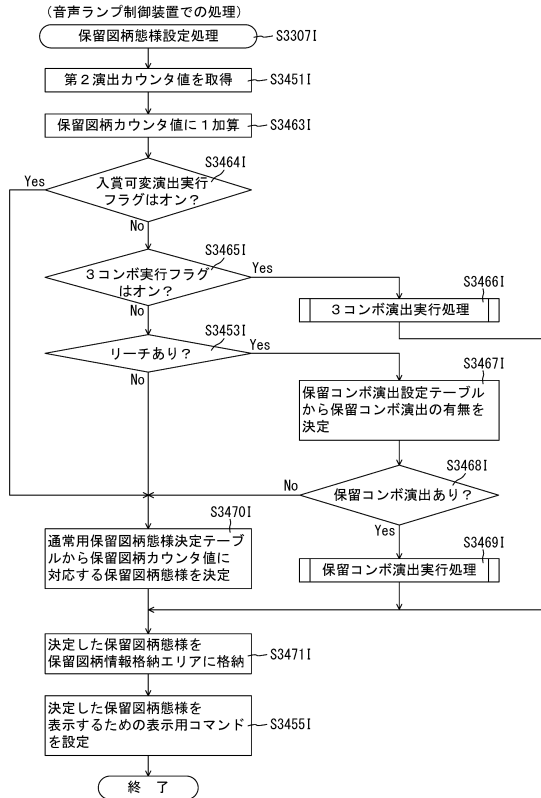 (音声ランプ制御装置での処理)
保留図柄態様設定処理
S3307I
第2演出カウンタ値を取得
S3451I
保留図柄カウンタ値に1加算
S3463I
S3464I
入賞可変演出実行
フラグはオン?
Yes
No
S3465I
3コンボ実行フラグ
はオン?
Yes
No
S3466I
3コンボ演出実行処理
S3453I
リーチあり?
Yes
No
S3467I
保留コンボ演出設定テーブル
から保留コンボ演出の有無を
決定
S3468I
保留コンボ演出あり?
No
Yes
S3469I
保留コンボ演出実行処理
S3470I
通常用保留図柄態様決定テーブ
ルから保留図柄カウンタ値に
対応する保留図柄態様を決定
決定した保留図柄態様を
保留図柄情報格納エリアに格納
S3471I
決定した保留図柄態様を
表示するための表示用コマンド
を設定
S3455I
終 了